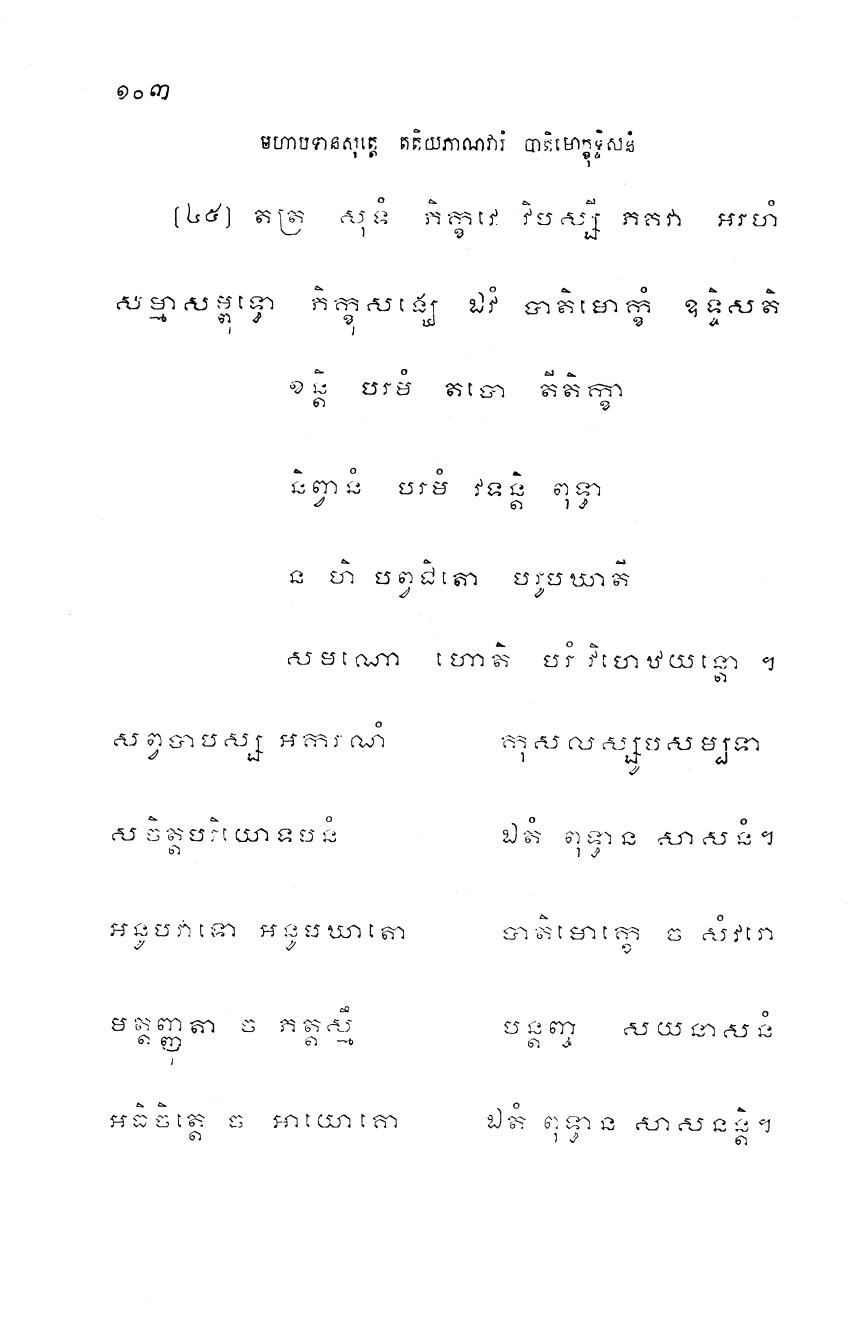 ១០៣
មហាបទានសុត្តេ តតិយភាណវារំ បាតិមោក្ខុទ្ទិសនំ
[៤៥] តត្រ សុទំ ភិក្ខវេ វិបស្សី ភគវា អរហំ
សម្មាសម្ពុទ្ធោ ភិក្ខុសង្ឃេ ឯវំ បាតិមោក្ខំ ឧទ្ទិសតិ
ខន្តិ បរមំ តបោ តីតិក្ខា
និព្វានំ បរមំ វទន្តិ ពុទ្ធា
ន ហិ បព្វជិតោ បរូបឃាតី
សមណោ ហោតិ បរំ វិហេឋយន្តោ ។
សព្វបាបស្ស អករណំ កុសលស្សូបសម្បទា
សចិត្តបរិយោទបនំ ឯតំ ពុទ្ធាន សាសនំ។
អនូបវាទោ អនូបឃាតោ បាតិមោក្ខេ ច សំវរោ
មត្តញ្ញុតា ច ភត្តស្មឹ បន្តញ្ច សយនាសនំ
អធិចិត្តេ ច អាយោគោ ឯតំ ពុទ្ធាន សាសនន្តិ។